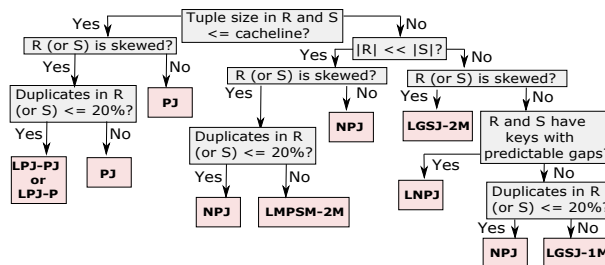 Tuple size in R and S
<= cacheline?
Yes
No
R (or S) is skewed?
|R| << |S|?
Yes
No
Yes
No
Duplicates in R
(or S) <= 20%?
PJ
R (or S) is skewed?
R (or S) is skewed?
Yes
No
Yes
No
Yes
No
LPJ-PJ
or
LPJ-P
PJ
Duplicates in R
(or S) <= 20%?
NPJ
LGSJ-2M
R and S have
keys with
predictable gaps?
Yes
No
Yes
No
NPJ
LMPSM-2M
LNPJ
Duplicates in R
(or S) <= 20%?
Yes
No
NPJ
LGSJ-1M